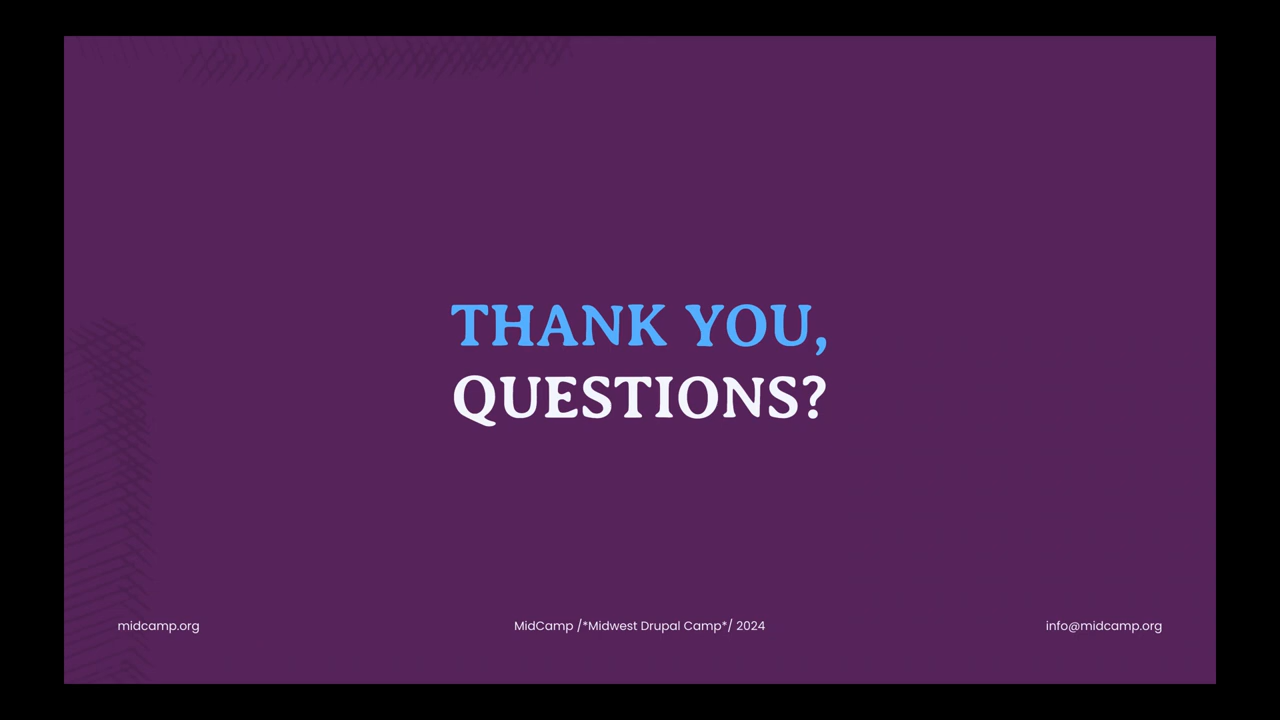 THANK YOU,
QUESTIONS?
midcamp.org
MidCamp /*Midwest Drupal Camp*/ 2024
info@midcamp.org